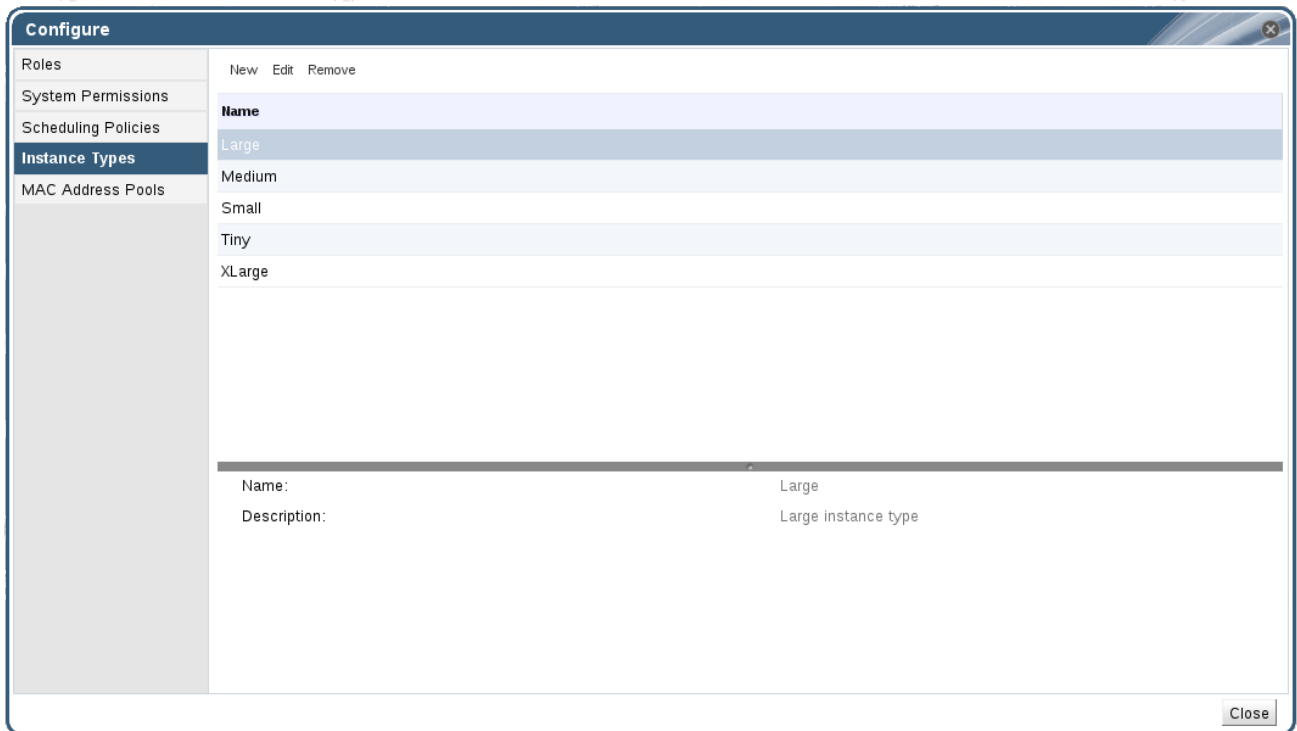 Configure
Roles
System Permissions
Scheduling Policies
Instance Types
MAC Address Pools
New Edit Remove
Name
Large
Medium
Small
Tiny
XLarge
Name: Large
Description: Large instance type
Close